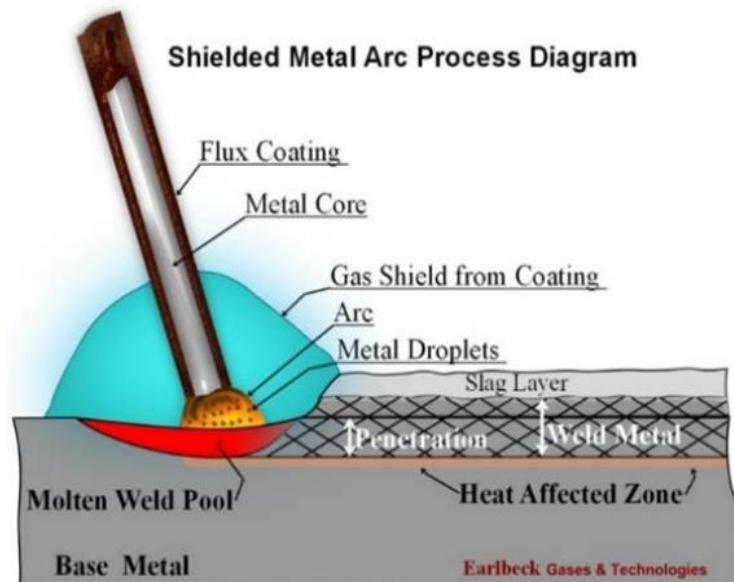 Shielded Metal Arc Process Diagram
Flux Coating
Metal Core
Gas Shield from Coating
Arc
Metal Droplets
Slag Layer
Penetration
Weld Metal
Molten Weld Pool
Heat Affected Zone
Base Metal
Earlbeck Gases & Technologies